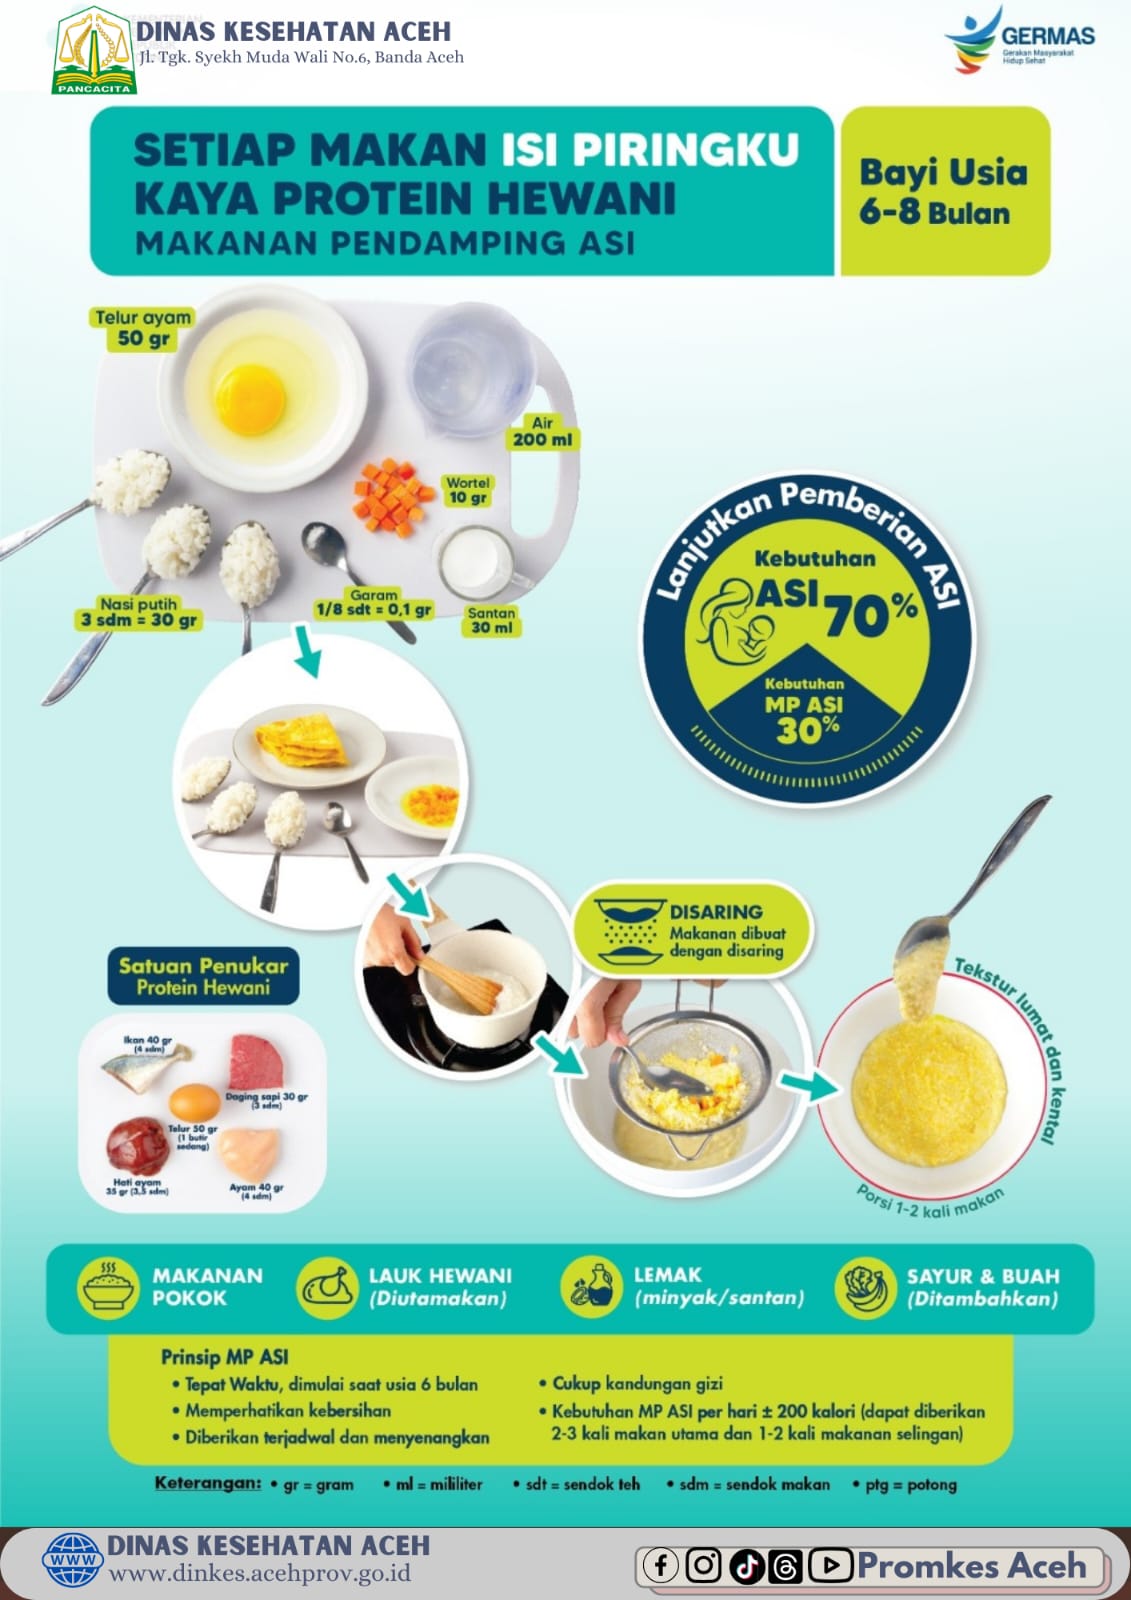 DINAS KESEHATAN ACEH
Jl. Tgk. Syekh Muda Wali No.6, Banda Aceh
PANCACITA
GERMAS
Gerakan Masyarakat
Hidup Sehat
SETIAP MAKAN ISI PIRINGKU
KAYA PROTEIN HEWANI
MAKANAN PENDAMPING ASI
Bayi Usia
6-8 Bulan
Telur ayam
50 gr
Air
200 ml
Wortel
10 gr
Nasi putih
3 sdm = 30 gr
Garam
1/8 sdt = 0,1 gr
Santan
30 ml
Lanjutkan Pemberian ASI
Kebutuhan
ASI 70%
Kebutuhan
MP ASI
30%
DISARING
Makanan dibuat
dengan disaring
Tekstur lumat dan kental
Porsi 1-2 kali makan
Satuan Penukar
Protein Hewani
Ikan 40 gr
(4 sdm)
Daging sapi 30 gr
(3 sdm)
Telur 50 gr
(1 butir
sedang)
Hati ayam
35 gr (3,5 sdm)
Ayam 40 gr
(4 sdm)
MAKANAN
POKOK
LAUK HEWANI
(Diutamakan)
LEMAK
(minyak/santan)
SAYUR & BUAH
(Ditambahkan)
Prinsip MP ASI
• Tepat Waktu, dimulai saat usia 6 bulan
• Memperhatikan kebersihan
• Diberikan terjadwal dan menyenangkan
• Cukup kandungan gizi
• Kebutuhan MP ASI per hari ± 200 kalori (dapat diberikan
2-3 kali makan utama dan 1-2 kali makanan selingan)
Keterangan: • gr = gram • ml = mililiter • sdt = sendok teh • sdm = sendok makan • ptg = potong
WWW
DINAS KESEHATAN ACEH
www.dinkes.acehprov.go.id
Promkes Aceh